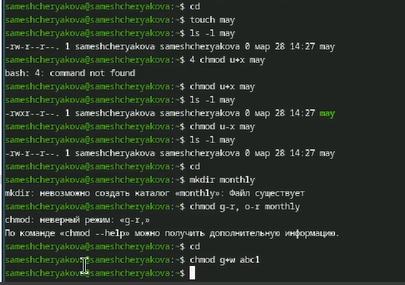 sameshcheryakova@sameshcheryakova:~$ cd
sameshcheryakova@sameshcheryakova:~$ touch may
sameshcheryakova@sameshcheryakova:~$ ls -l may
-rw-r--r--. 1 sameshcheryakova sameshcheryakova 0 мар 28 14:27 may
sameshcheryakova@sameshcheryakova:~$ 4 chmod u+x may
bash: 4: command not found
sameshcheryakova@sameshcheryakova:~$ chmod u+x may
sameshcheryakova@sameshcheryakova:~$ ls -l may
-rwxr--r--. 1 sameshcheryakova sameshcheryakova 0 мар 28 14:27 may
sameshcheryakova@sameshcheryakova:~$ chmod u-x may
sameshcheryakova@sameshcheryakova:~$ ls -l may
-rw-r--r--. 1 sameshcheryakova sameshcheryakova 0 мар 28 14:27 may
sameshcheryakova@sameshcheryakova:~$ cd
sameshcheryakova@sameshcheryakova:~$ mkdir monthly
mkdir: невозможно создать каталог «monthly»: Файл существует
sameshcheryakova@sameshcheryakova:~$ chmod g-r, o-r monthly
chmod: неверный режим: «g-r,»
По команде «chmod --help» можно получить дополнительную информацию.
sameshcheryakova@sameshcheryakova:~$ cd
sameshcheryakova@sameshcheryakova:~$ chmod g+w abc1
sameshcheryakova@sameshcheryakova:~$